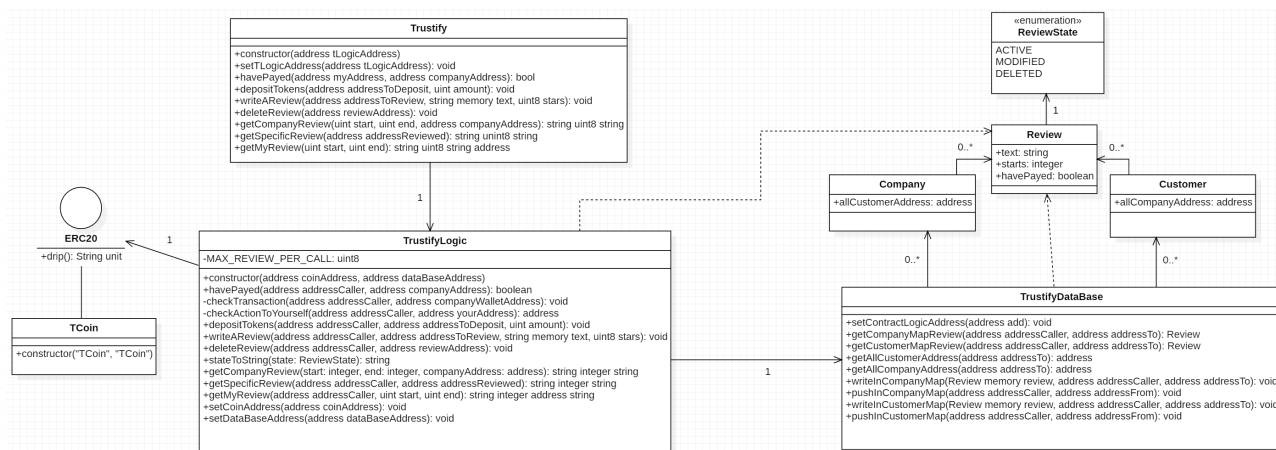 Trustify
+constructor(address tLogicAddress)
+setTLogicAddress(address tLogicAddress): void
+havePayed(address myAddress, address companyAddress): bool
+depositTokens(address addressToDeposit, uint amount): void
+writeAReview(address addressToReview, string memory text, uint8 stars): void
+deleteReview(address reviewAddress): void
+getCompanyReview(uint start, uint end, address companyAddress): string uint8 string
+getSpecificReview(address addressReviewed): string unint8 string
+getMyReview(uint start, uint end): string uint8 string address
«enumeration»
ReviewState
ACTIVE
MODIFIED
DELETED
1
Review
+text: string
+starts: integer
+havePayed: boolean
0..*
0..*
Company
+allCustomerAddress: address
Customer
+allCompanyAddress: address
0..*
0..*
1
ERC20
+drip(): String unit
1
TCoin
+constructor("TCoin", "TCoin")
TrustifyLogic
-MAX_REVIEW_PER_CALL: uint8
+constructor(address coinAddress, address dataBaseAddress)
+havePayed(address addressCaller, address companyAddress): boolean
-checkTransaction(address addressCaller, address companyWalletAddress): void
-checkActionToYourself(address addressCaller, address yourAddress): address
+depositTokens(address addressCaller, address addressToDeposit, uint amount): void
+writeAReview(address addressCaller, address addressToReview, string memory text, uint8 stars): void
+deleteReview(address addressCaller, address reviewAddress): void
+stateToString(state: ReviewState): string
+getCompanyReview(start: integer, end: integer, companyAddress: address): string integer string
+getSpecificReview(address addressCaller, address addressReviewed): string integer string
+getMyReview(address addressCaller, uint start, uint end): string integer address string
+setCoinAddress(address coinAddress): void
+setDataBaseAddress(address dataBaseAddress): void
1
TrustifyDataBase
+setContractLogicAddress(address add): void
+getCompanyMapReview(address addressCaller, address addressTo): Review
+getCustomerMapReview(address addressCaller, address addressTo): Review
+getAllCustomerAddress(address addressTo): address
+getAllCompanyAddress(address addressTo): address
+writeInCompanyMap(Review memory review, address addressCaller, address addressTo): void
+pushInCompanyMap(address addressCaller, address addressFrom): void
+writeInCustomerMap(Review memory review, address addressCaller, address addressTo): void
+pushInCustomerMap(address addressCaller, address addressFrom): void